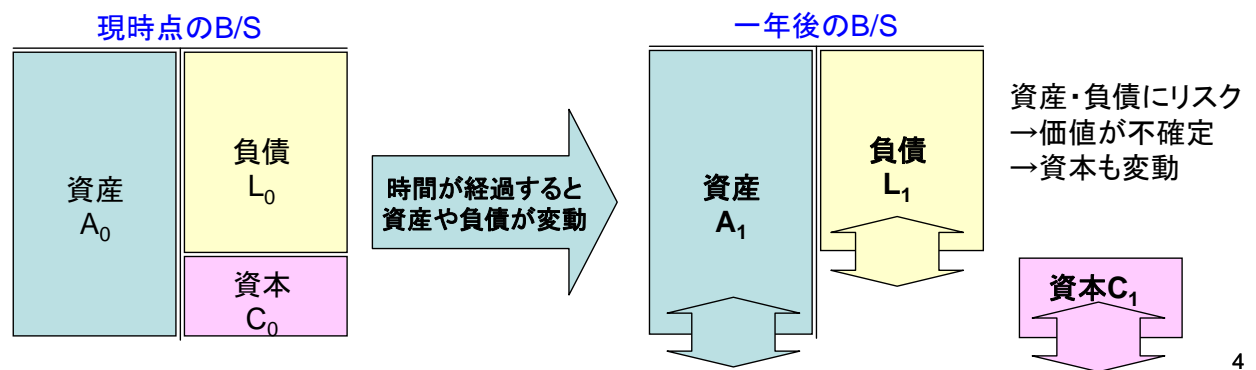 現時点のB/S
資産
A₀
負債
L₀
資本
C₀
時間が経過すると
資産や負債が変動
一年後のB/S
資産
A₁
負債
L₁
資本C₁
資産・負債にリスク
→価値が不確定
→資本も変動
4